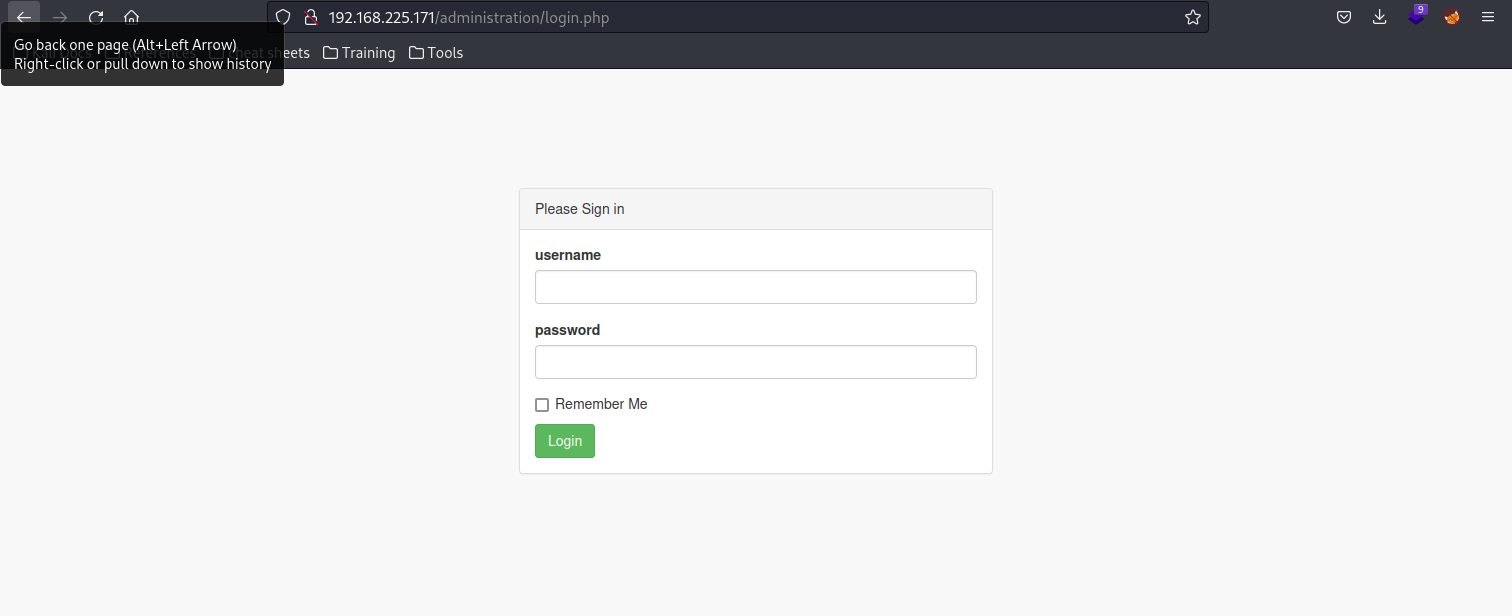 192.168.225.171/administration/login.php
9
Go back one page (Alt+Left Arrow)
Right-click or pull down to show history
sheets Training Tools
Please Sign in
username
password
Remember Me
Login